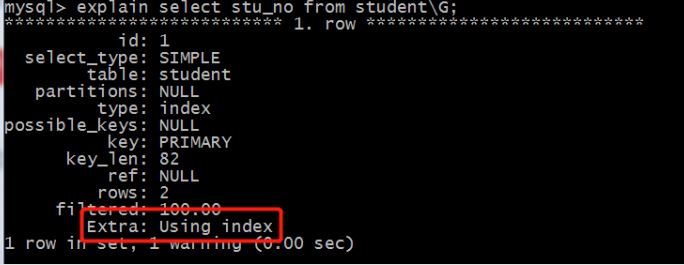 mysql> explain select stu_no from student\G;
*************************** 1. row ***************************
id: 1
select_type: SIMPLE
table: student
partitions: NULL
type: index
possible_keys: NULL
key: PRIMARY
key_len: 82
ref: NULL
rows: 2
filtered: 100.00
Extra: Using index
1 row in set, 1 warning (0.00 sec)